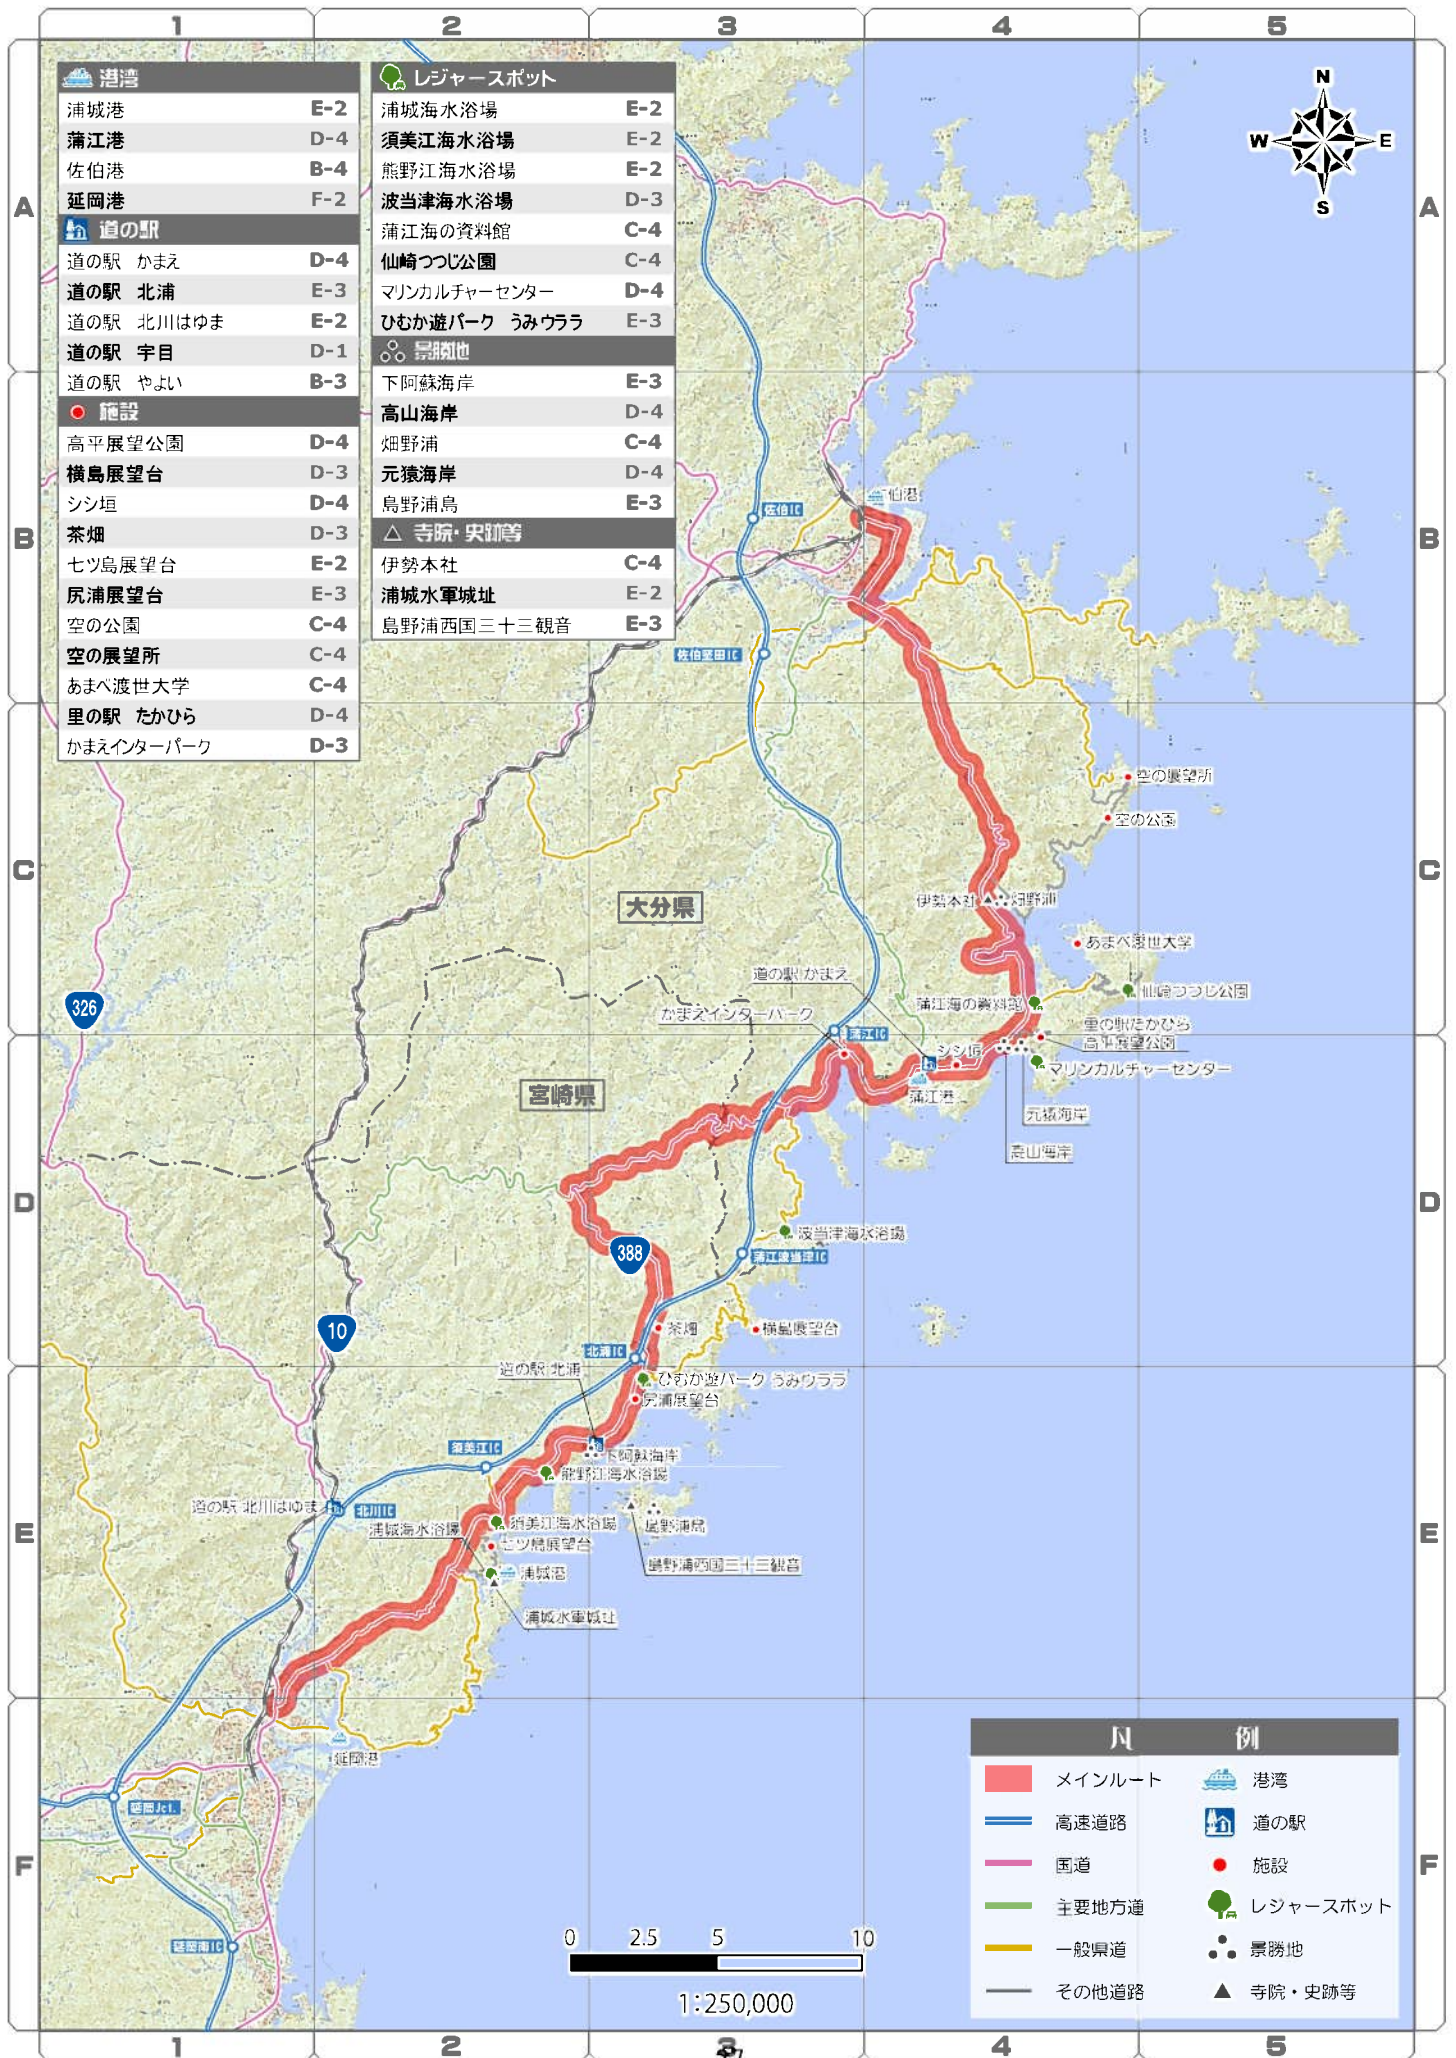 1 2 3 4 5
港湾
浦城港 E-2
蒲江港 D-4
佐伯港 B-4
延岡港 F-2
道の駅
道の駅 かまえ D-4
道の駅 北浦 E-3
道の駅 北川はゆま E-2
道の駅 宇目 D-1
道の駅 やよい B-3
施設
高平展望公園 D-4
横島展望台 D-3
シシ垣 D-4
茶畑 D-3
七ツ島展望台 E-2
尻浦展望台 E-3
空の公園 C-4
空の展望所 C-4
あまべ渡世大学 C-4
里の駅 たかひら D-4
かまえインターパーク D-3
レジャースポット
浦城海水浴場 E-2
須美江海水浴場 E-2
熊野江海水浴場 E-2
波当津海水浴場 D-3
蒲江海の資料館 C-4
仙崎つつじ公園 C-4
マリンカルチャーセンター D-4
ひむか遊パーク うみウララ E-3
景勝地
下阿蘇海岸 E-3
高山海岸 D-4
畑野浦 C-4
元猿海岸 D-4
島野浦島 E-3
寺院・史跡等
伊勢本社 C-4
浦城水軍城址 E-2
島野浦西国三十三観音 E-3
N
W E
S
A A
伯港
佐伯IC
B B
佐伯堅田IC
空の展望所
空の公園
C C
大分県
伊勢本社 畑野浦
あまべ渡世大学
道の駅 かまえ
仙崎つつじ公園
蒲江海の資料館
326
かまえインターパーク
里の駅たかひら
蒲江IC
高平展望公園
シシ垣
マリンカルチャーセンター
宮崎県
蒲江港
元猿海岸
高山海岸
D D
波当津海水浴場
388
蒲江波当津IC
10
茶畑
横島展望台
北浦IC
道の駅 北浦
ひむか遊パーク うみウララ
尻浦展望台
須美江IC
下阿蘇海岸
熊野江海水浴場
道の駅 北川はゆま
北川IC
浦城海水浴場
須美江海水浴場
島野浦島
E E
七ツ島展望台
島野浦西国三十三観音
浦城港
浦城水軍城址
延岡港
延岡Jct.
F F
延岡南IC
凡例
メインルート
高速道路
国道
主要地方道
一般県道
その他道路
港湾
道の駅
施設
レジャースポット
景勝地
寺院・史跡等
0 2.5 5 10
1:250,000
1 2 3 4 5